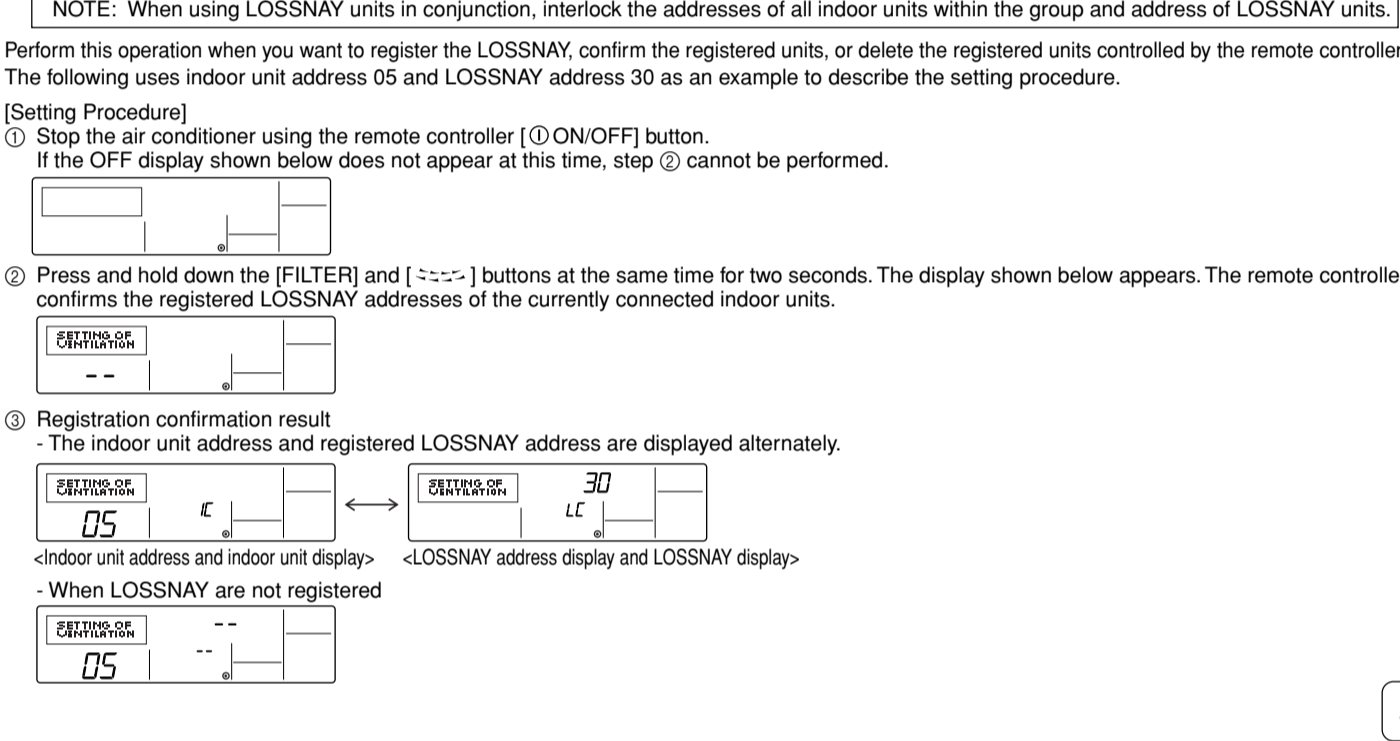 NOTE: When using LOSSNAY units in conjunction, interlock the addresses of all indoor units within the group and address of LOSSNAY units.
Perform this operation when you want to register the LOSSNAY, confirm the registered units, or delete the registered units controlled by the remote controller
The following uses indoor unit address 05 and LOSSNAY address 30 as an example to describe the setting procedure.
[Setting Procedure]
① Stop the air conditioner using the remote controller [ⒾON/OFF] button.
If the OFF display shown below does not appear at this time, step ② cannot be performed.
② Press and hold down the [FILTER] and [ ] buttons at the same time for two seconds. The display shown below appears. The remote controlle
confirms the registered LOSSNAY addresses of the currently connected indoor units.
SETTING OF
VENTILATION
--
③ Registration confirmation result
- The indoor unit address and registered LOSSNAY address are displayed alternately.
SETTING OF
VENTILATION
05 IC
SETTING OF
VENTILATION
30
LC
<Indoor unit address and indoor unit display> <LOSSNAY address display and LOSSNAY display>
- When LOSSNAY are not registered
SETTING OF
VENTILATION
--
05 --